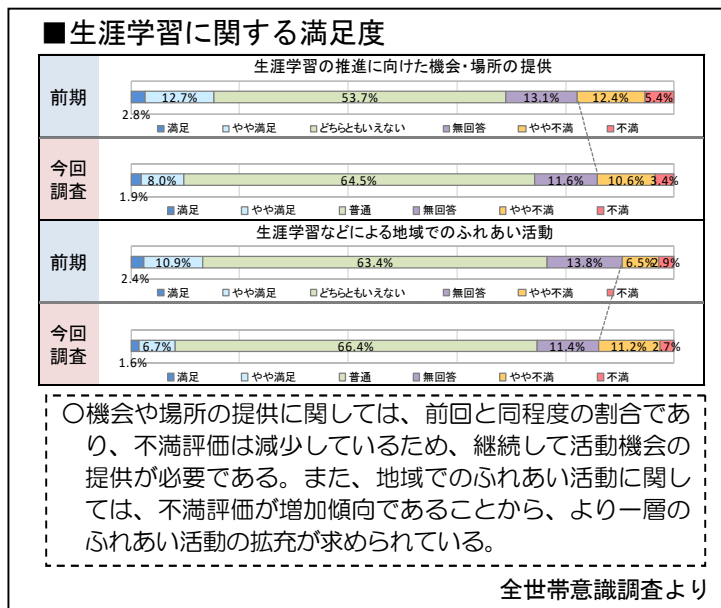 ■生涯学習に関する満足度
生涯学習の推進に向けた機会・場所の提供
前期
12.7% 53.7% 13.1% 12.4% 5.4%
2.8%
満足 やや満足 どちらともいえない 無回答 やや不満 不満
今回
調査
8.0% 64.5% 11.6% 10.6% 3.4%
1.9%
満足 やや満足 普通 無回答 やや不満 不満
生涯学習などによる地域でのふれあい活動
前期
10.9% 63.4% 13.8% 6.5% 2.9%
2.4%
満足 やや満足 どちらともいえない 無回答 やや不満 不満
今回
調査
6.7% 66.4% 11.4% 11.2% 2.7%
1.6%
満足 やや満足 普通 無回答 やや不満 不満
○機会や場所の提供に関しては、前回と同程度の割合であ
り、不満評価は減少しているため、継続して活動機会の
提供が必要である。また、地域でのふれあい活動に関し
ては、不満評価が増加傾向であることから、より一層の
ふれあい活動の拡充が求められている。
全世帯意識調査より